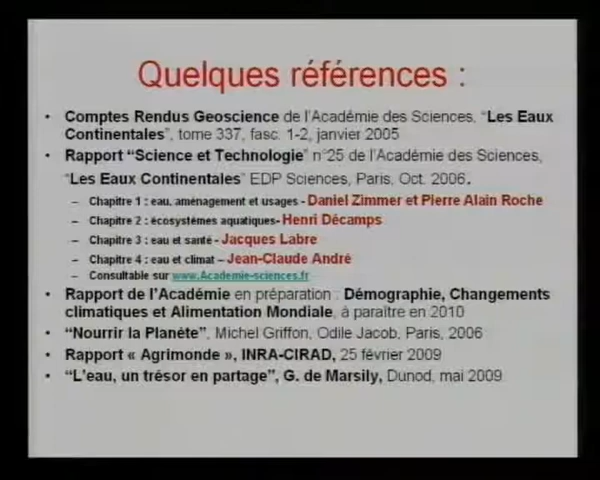 Quelques références :
• Comptes Rendus Geoscience de l'Académie des Sciences, "Les Eaux
Continentales", tome 337, fasc. 1-2, janvier 2005
• Rapport "Science et Technologie" n°25 de l'Académie des Sciences,
"Les Eaux Continentales" EDP Sciences, Paris, Oct. 2006.
– Chapitre 1 : eau, aménagement et usages - Daniel Zimmer et Pierre Alain Roche
– Chapitre 2 : écosystèmes aquatiques- Henri Décamps
– Chapitre 3 : eau et santé - Jacques Labre
– Chapitre 4 : eau et climat – Jean-Claude André
– Consultable sur www.Academie-sciences.fr
• Rapport de l'Académie en préparation : Démographie, Changements
climatiques et Alimentation Mondiale, à paraître en 2010
• "Nourrir la Planète", Michel Griffon, Odile Jacob, Paris, 2006
• Rapport « Agrimonde », INRA-CIRAD, 25 février 2009
• "L'eau, un trésor en partage", G. de Marsily, Dunod, mai 2009